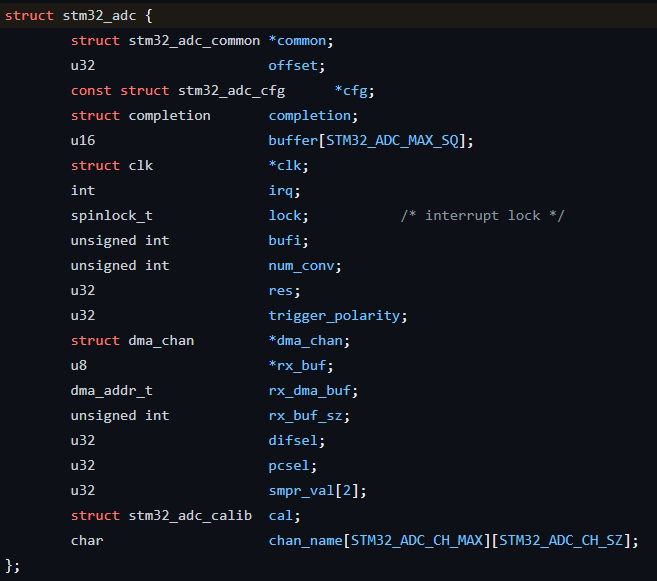 struct stm32_adc {
struct stm32_adc_common *common;
u32 offset;
const struct stm32_adc_cfg *cfg;
struct completion completion;
u16 buffer[STM32_ADC_MAX_SQ];
struct clk *clk;
int irq;
spinlock_t lock; /* interrupt lock */
unsigned int bufi;
unsigned int num_conv;
u32 res;
u32 trigger_polarity;
struct dma_chan *dma_chan;
u8 *rx_buf;
dma_addr_t rx_dma_buf;
unsigned int rx_buf_sz;
u32 difsel;
u32 pcsel;
u32 smpr_val[2];
struct stm32_adc_calib cal;
char chan_name[STM32_ADC_CH_MAX][STM32_ADC_CH_SZ];
};